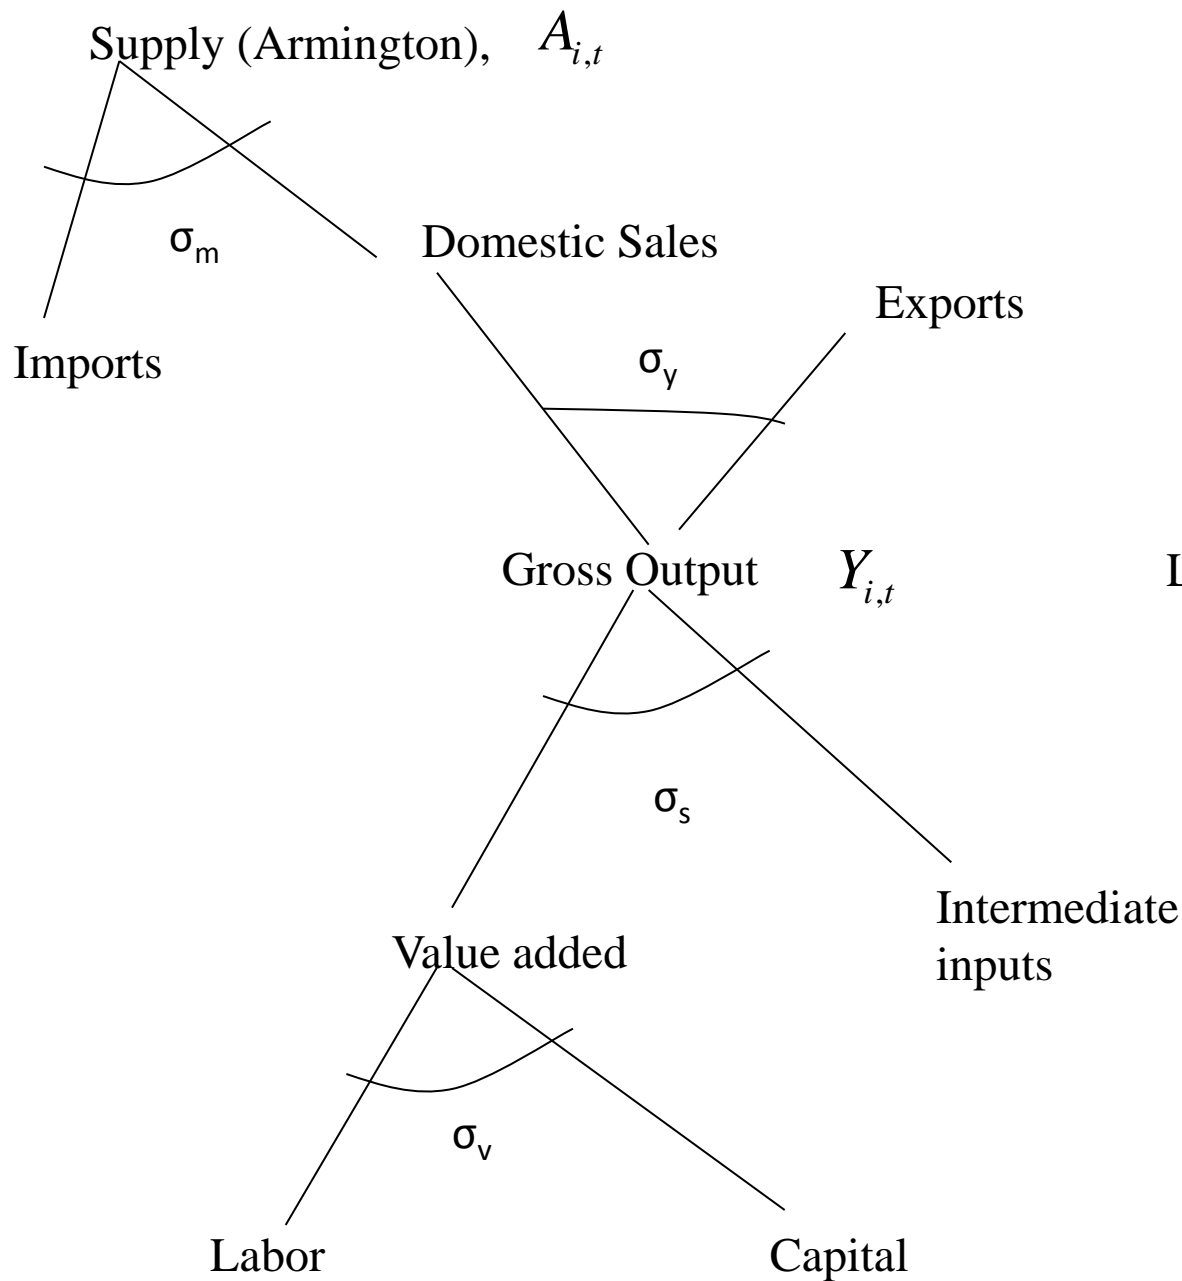 Supply (Armington), A_{i,t}
σ_m
Domestic Sales
Exports
Imports
σ_y
Gross Output Y_{i,t}
L
σ_s
Intermediate
inputs
Value added
σ_v
Labor
Capital